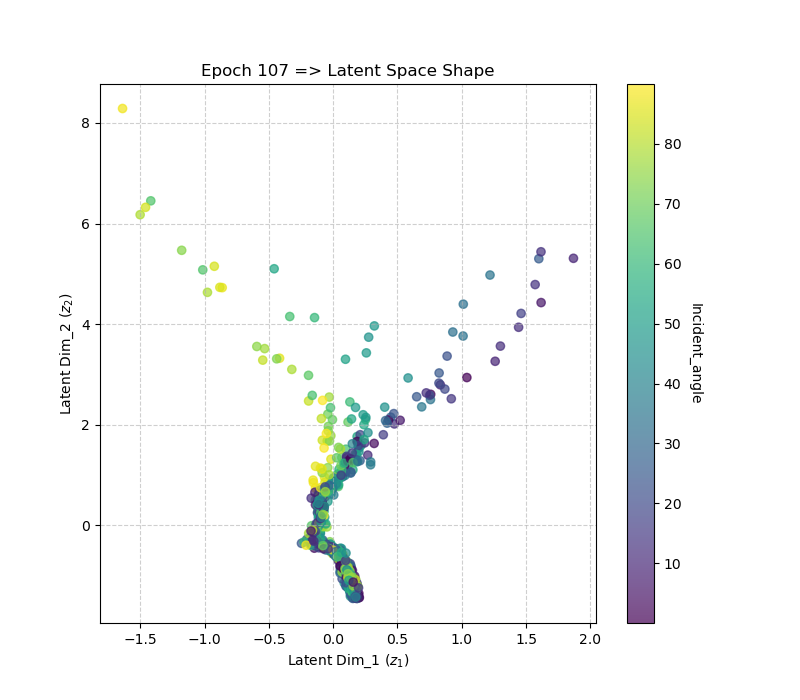 Epoch 107 => Latent Space Shape
8
6
4
2
0
Latent Dim_2 (z₂)
−1.5 −1.0 −0.5 0.0 0.5 1.0 1.5 2.0
Latent Dim_1 (z₁)
80
70
60
50
40
30
20
10
Incident_angle